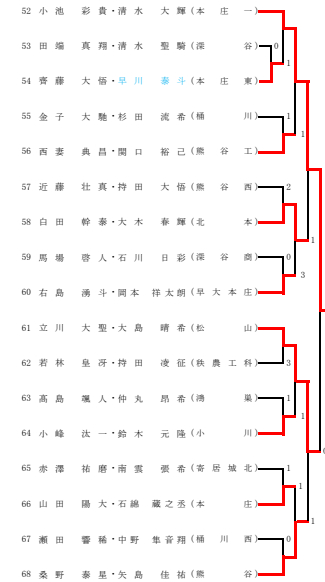 52 小池 彩貴・清水 大輝(本庄一)
53 田端 真翔・清水 聖騎(深谷) 0
1
54 齊藤 大悟・早川 泰斗(本庄東)
1
55 金子 大馳・杉田 流希(桶川) 1
56 西妻 典昌・関口 裕己(熊谷工)
57 近藤 壮真・持田 大悟(熊谷西) 2
58 白田 幹泰・大木 春輝(北本)
1
59 馬場 啓人・石川 日彩(深谷商) 0
3
60 右島 湧斗・岡本 祥太朗(早大本庄)
61 立川 大聖・大島 晴希(松山)
62 若林 皇冴・持田 凌征(秩農工科) 3
63 髙島 颯人・仲丸 昂希(鴻巣) 1
1
64 小峰 汰一・鈴木 元隆(小川)
65 赤澤 祐磨・南雲 張希(寄居城北) 1
66 山田 陽大・石綿 蔵之丞(本庄)
1
67 瀬田 響稀・中野 隼音翔(桶川西) 0
1
68 桑野 泰星・矢島 佳祐(熊谷)